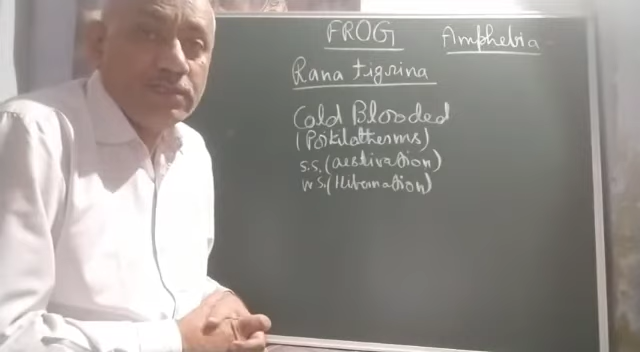 FROG Amphebia
Rana tigrina
Cold Blooded
(Poikilotherms)
S.S. (aestivation)
W.S. (Hibernation)